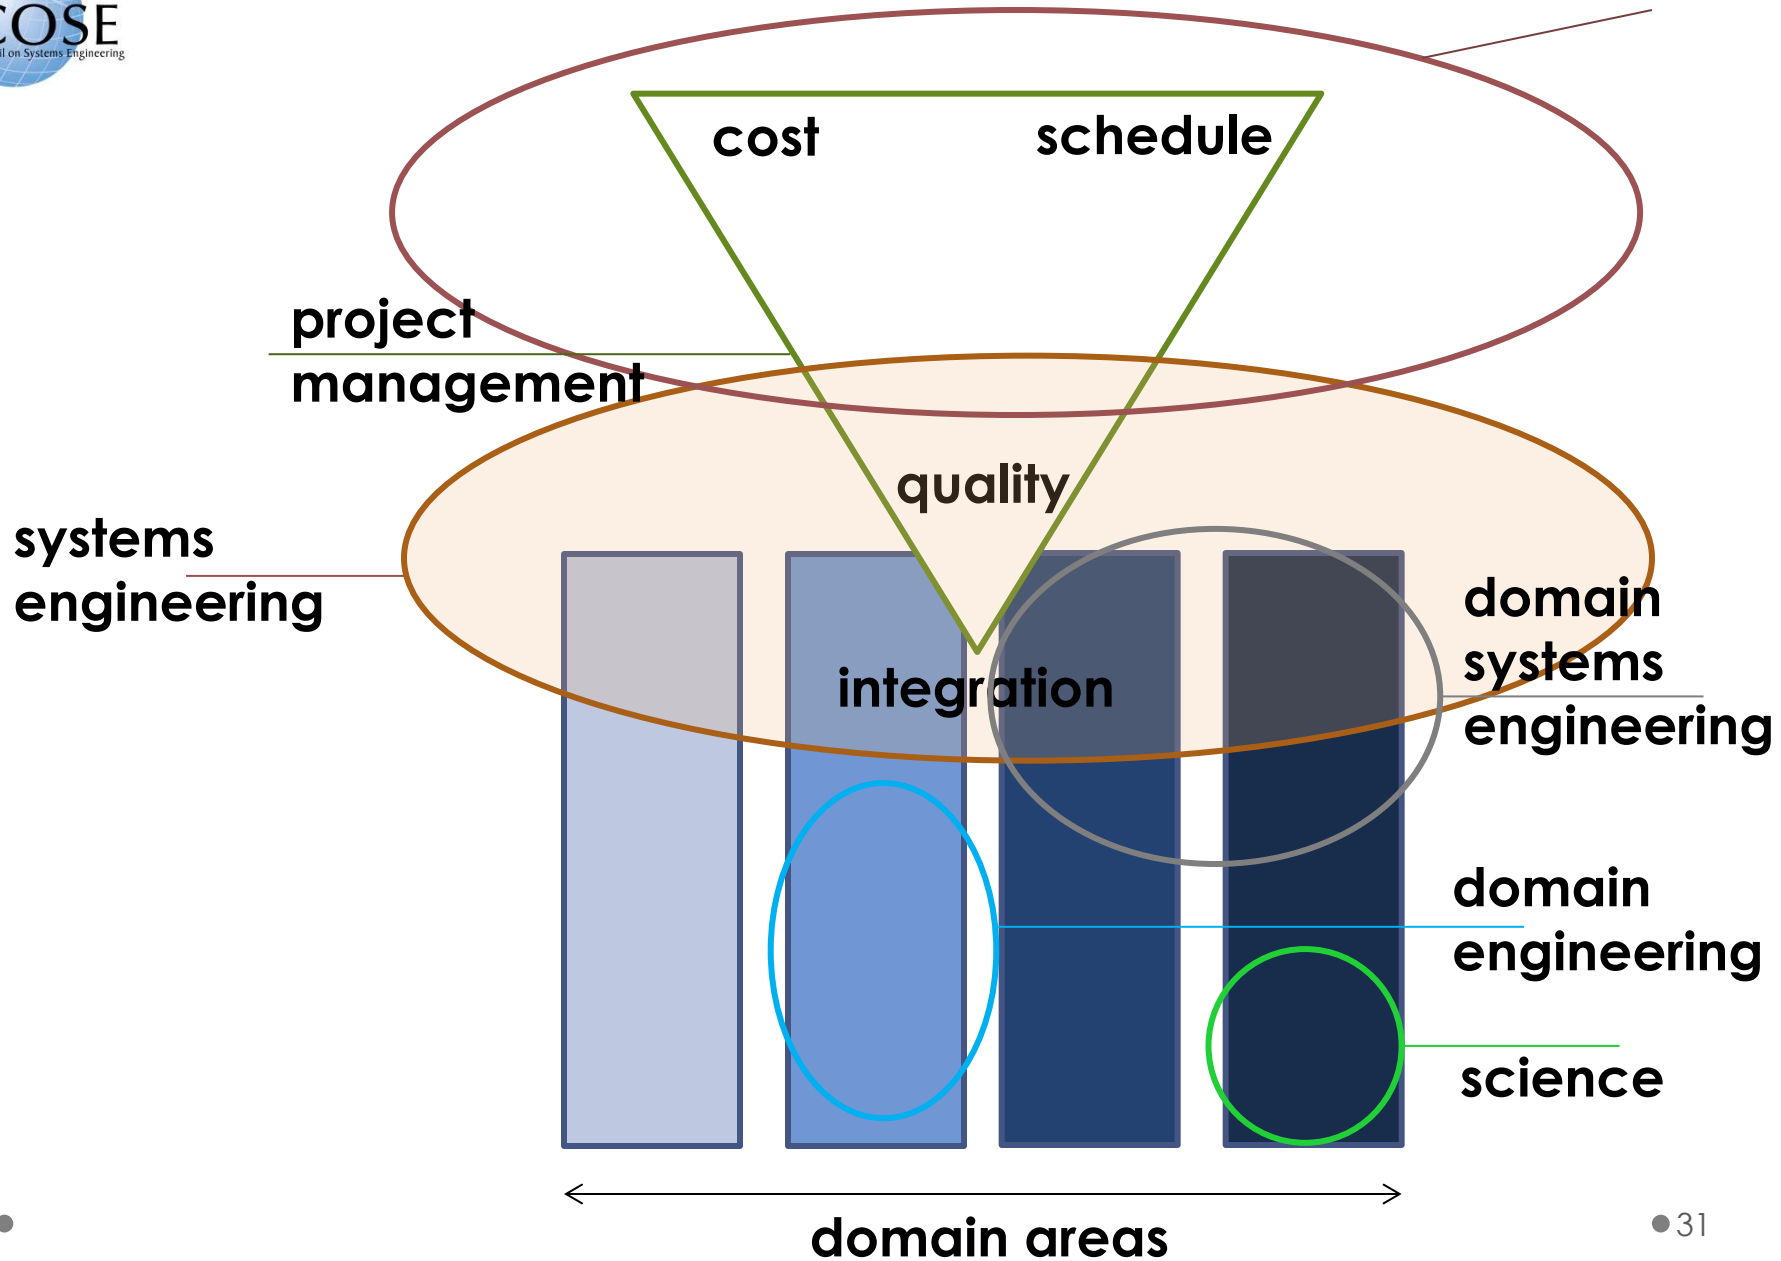 COSE
il on Systems Engineering
cost
schedule
project
management
quality
systems
engineering
domain
systems
engineering
integration
domain
engineering
science
domain areas
31